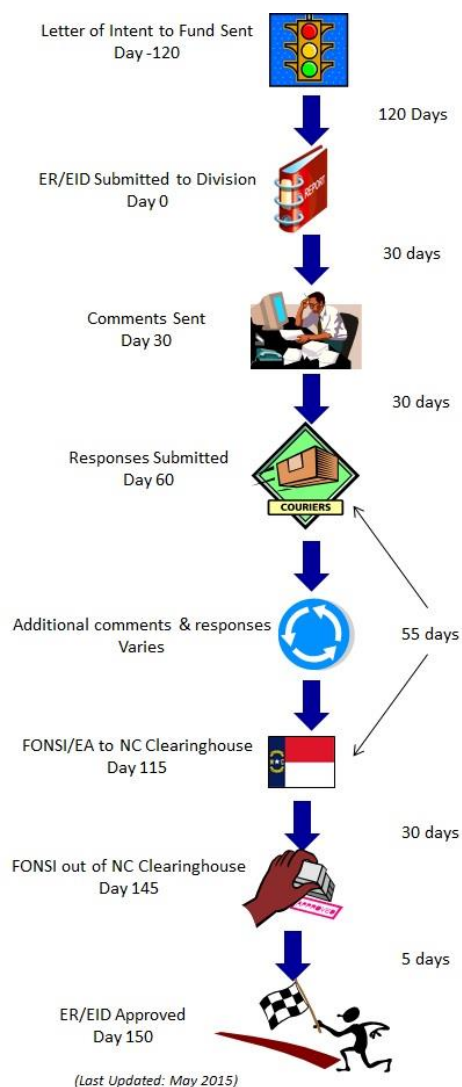 Letter of Intent to Fund Sent
Day -120
120 Days
ER/EID Submitted to Division
Day 0
REPORT
30 days
Comments Sent
Day 30
30 days
Responses Submitted
Day 60
COURIERS
Additional comments & responses
Varies
55 days
FONSI/EA to NC Clearinghouse
Day 115
30 days
FONSI out of NC Clearinghouse
Day 145
APPROVED
5 days
ER/EID Approved
Day 150
(Last Updated: May 2015)